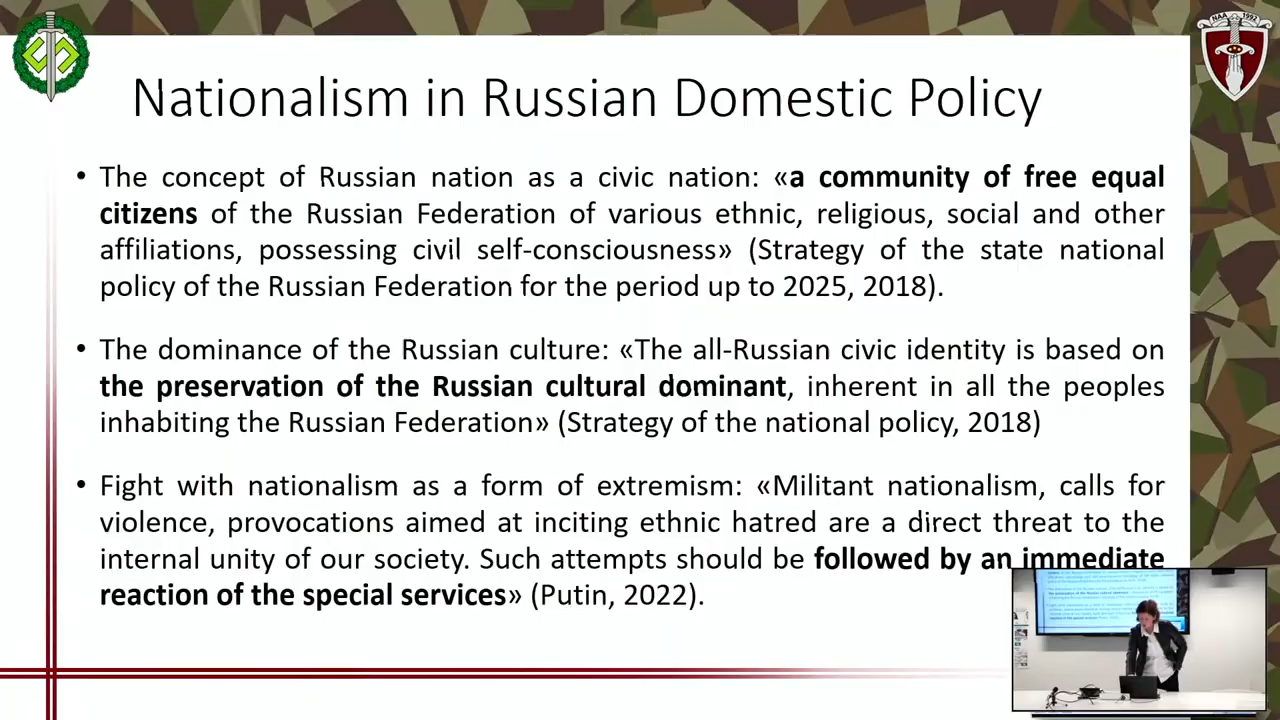 NAA 1992
Nationalism in Russian Domestic Policy
• The concept of Russian nation as a civic nation: «a community of free equal
citizens of the Russian Federation of various ethnic, religious, social and other
affiliations, possessing civil self-consciousness» (Strategy of the state national
policy of the Russian Federation for the period up to 2025, 2018).
• The dominance of the Russian culture: «The all-Russian civic identity is based on
the preservation of the Russian cultural dominant, inherent in all the peoples
inhabiting the Russian Federation» (Strategy of the national policy, 2018)
• Fight with nationalism as a form of extremism: «Militant nationalism, calls for
violence, provocations aimed at inciting ethnic hatred are a direct threat to the
internal unity of our society. Such attempts should be followed by an immediate
reaction of the special services» (Putin, 2022).